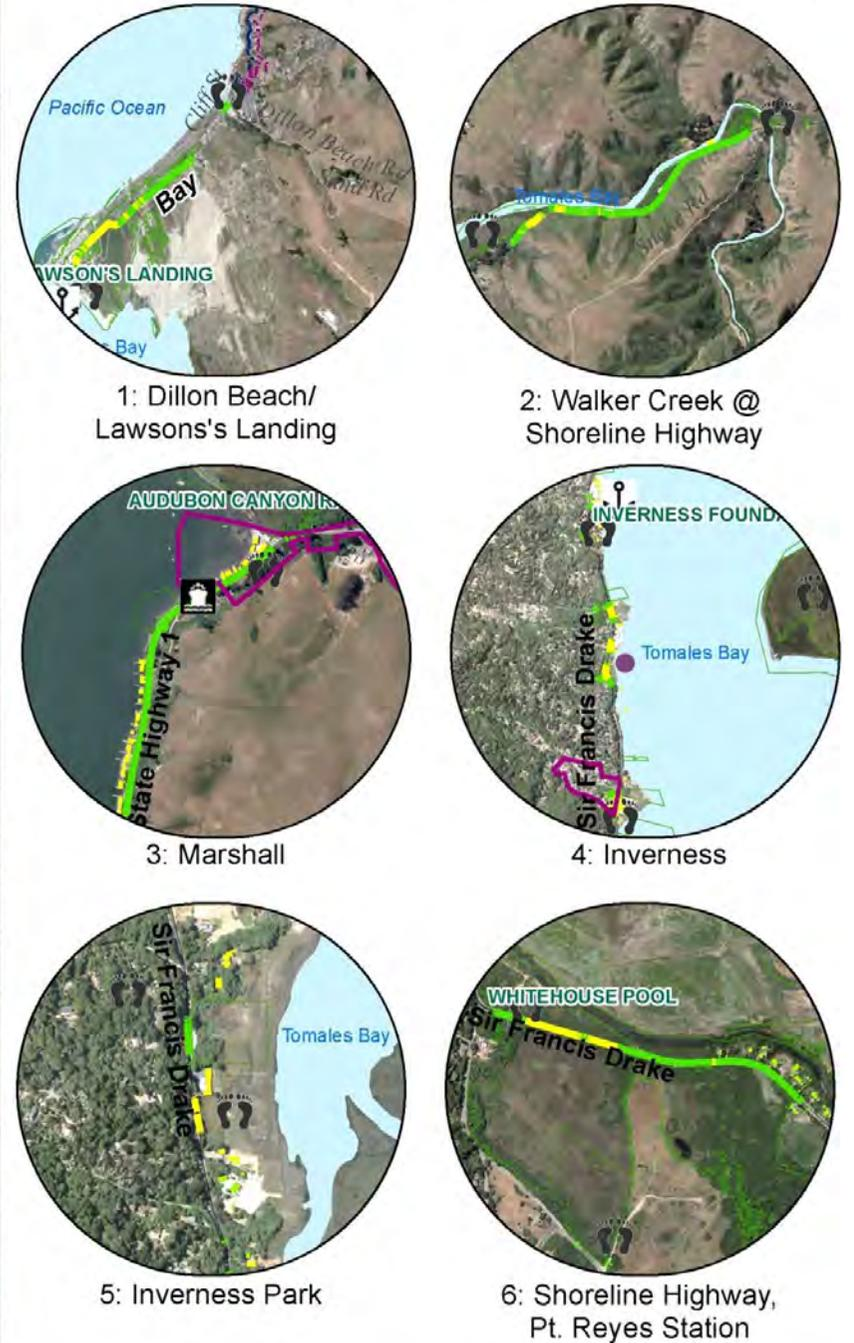 Pacific Ocean
Cliff St
Dillon Beach Rd
Sand Rd
Bay
AWSON'S LANDING
Bay
1: Dillon Beach/
Lawsons's Landing
Tomales Bay
2: Walker Creek @
Shoreline Highway
AUDUBON CANYON R
State Highway 1
3: Marshall
INVERNESS FOUNDA
Sir Francis Drake
Tomales Bay
4: Inverness
Sir Francis Drake
Tomales Bay
5: Inverness Park
WHITEHOUSE POOL
Sir Francis Drake
6: Shoreline Highway,
Pt. Reyes Station